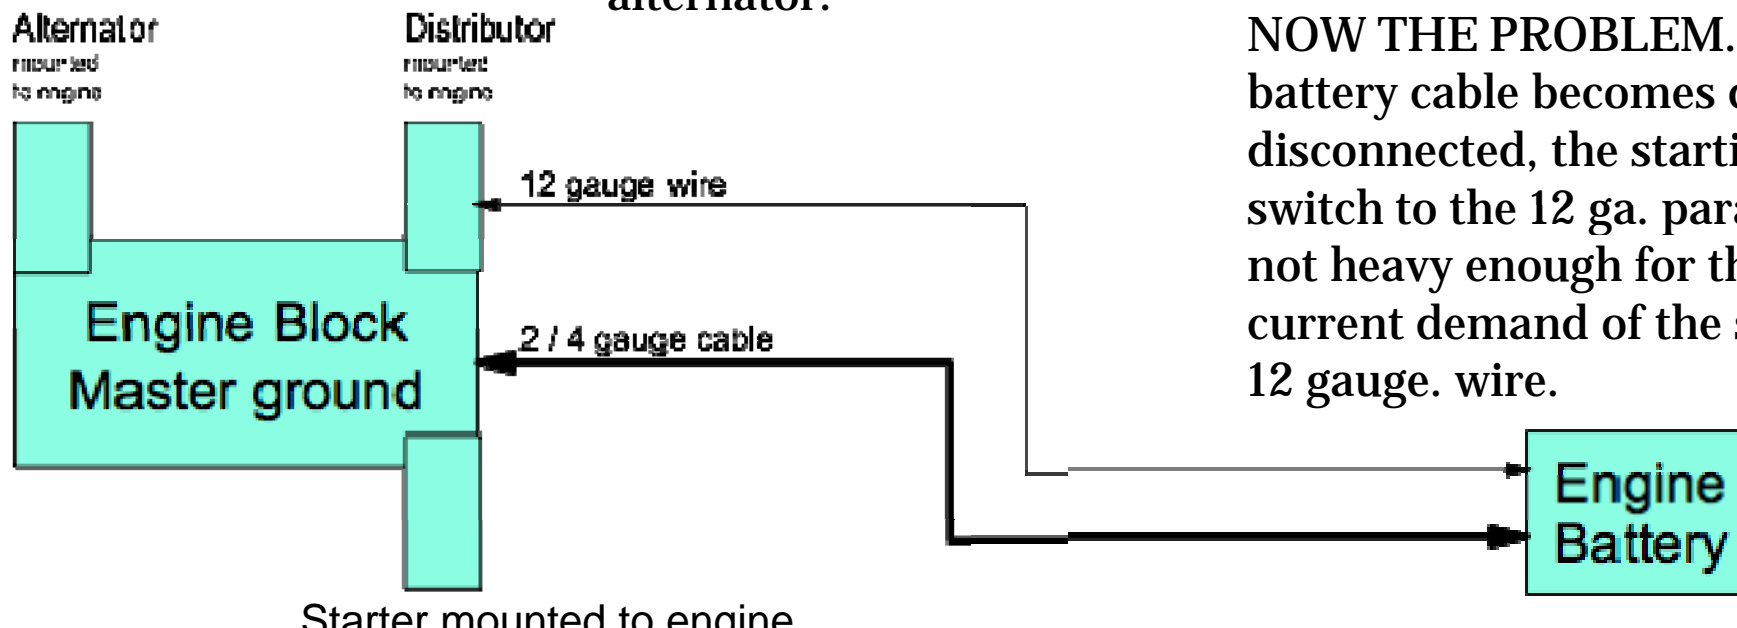 alternator.
Alternator
mounted
to engine
Distributor
mounted
to engine
12 gauge wire
Engine Block
Master ground
2 / 4 gauge cable
Starter mounted to engine
NOW THE PROBLEM.
battery cable becomes
disconnected, the starti
switch to the 12 ga. para
not heavy enough for th
current demand of the s
12 gauge. wire.
Engine
Battery